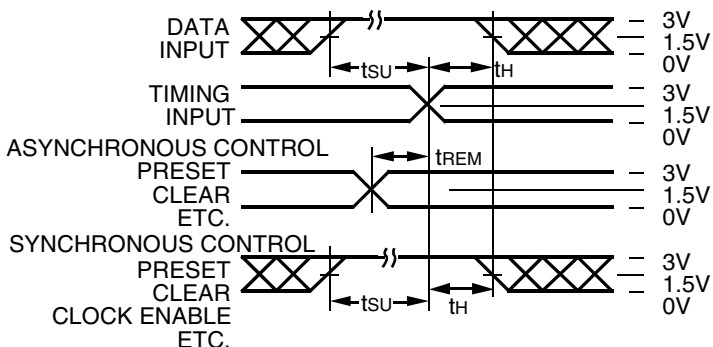 DATA
INPUT
3V
1.5V
0V
tSU
tH
TIMING
INPUT
3V
1.5V
0V
ASYNCHRONOUS CONTROL
PRESET
CLEAR
ETC.
tREM
3V
1.5V
0V
SYNCHRONOUS CONTROL
PRESET
CLEAR
CLOCK ENABLE
ETC.
tSU
tH
3V
1.5V
0V